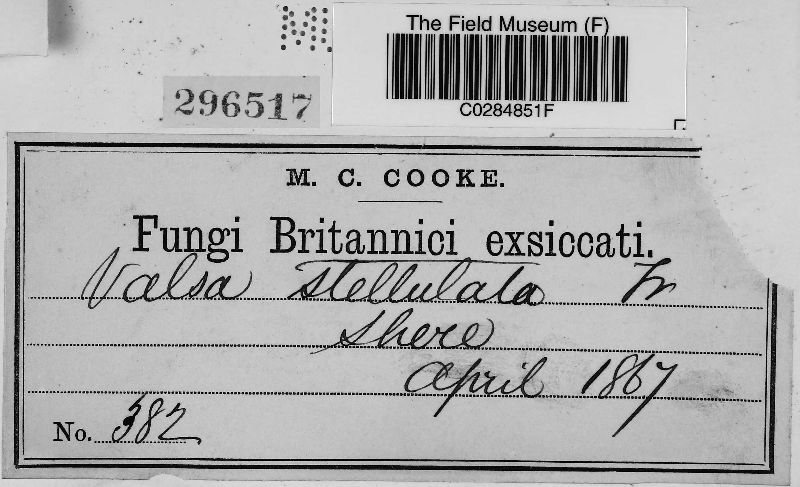 The Field Museum (F)
C0284851F
296517
M. C. COOKE.
Fungi Britannici exsiccati.
Valsa stellulata Fr
Shere
April 1867
No. 382